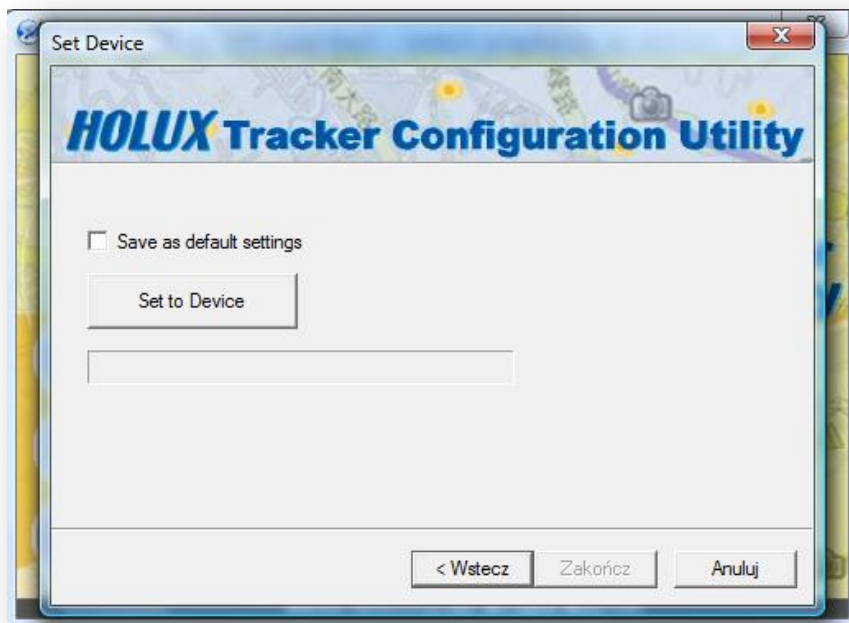 Set Device
HOLUX Tracker Configuration Utility
Save as default settings
Set to Device
< Wstecz
Zakończ
Anuluj